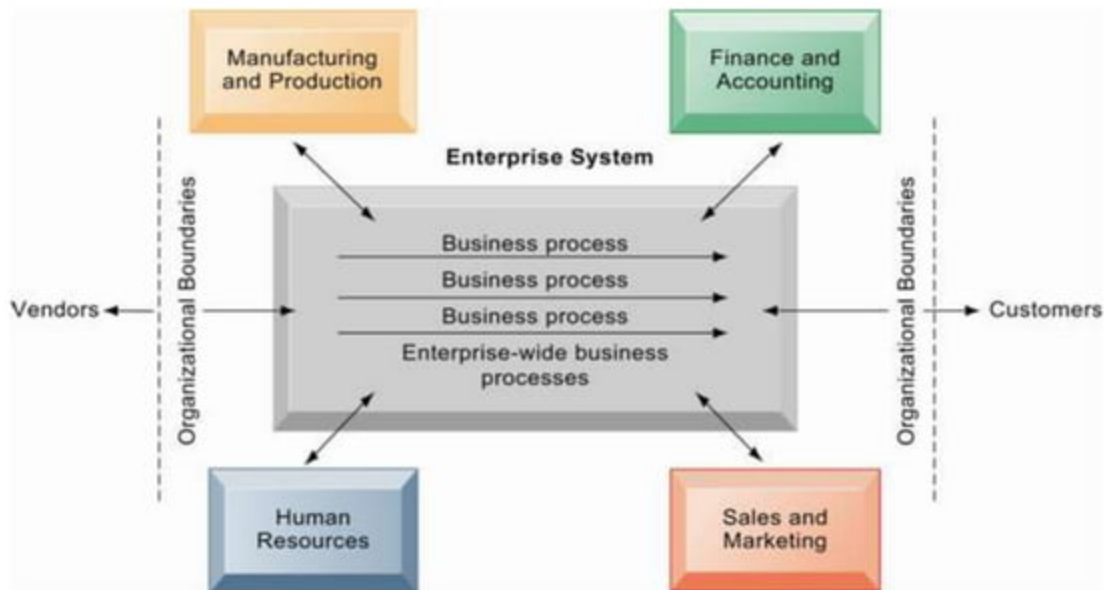 Manufacturing
and Production
Finance and
Accounting
Enterprise System
Organizational Boundaries
Business process
Business process
Business process
Enterprise-wide business
processes
Vendors
Organizational Boundaries
Customers
Human
Resources
Sales and
Marketing